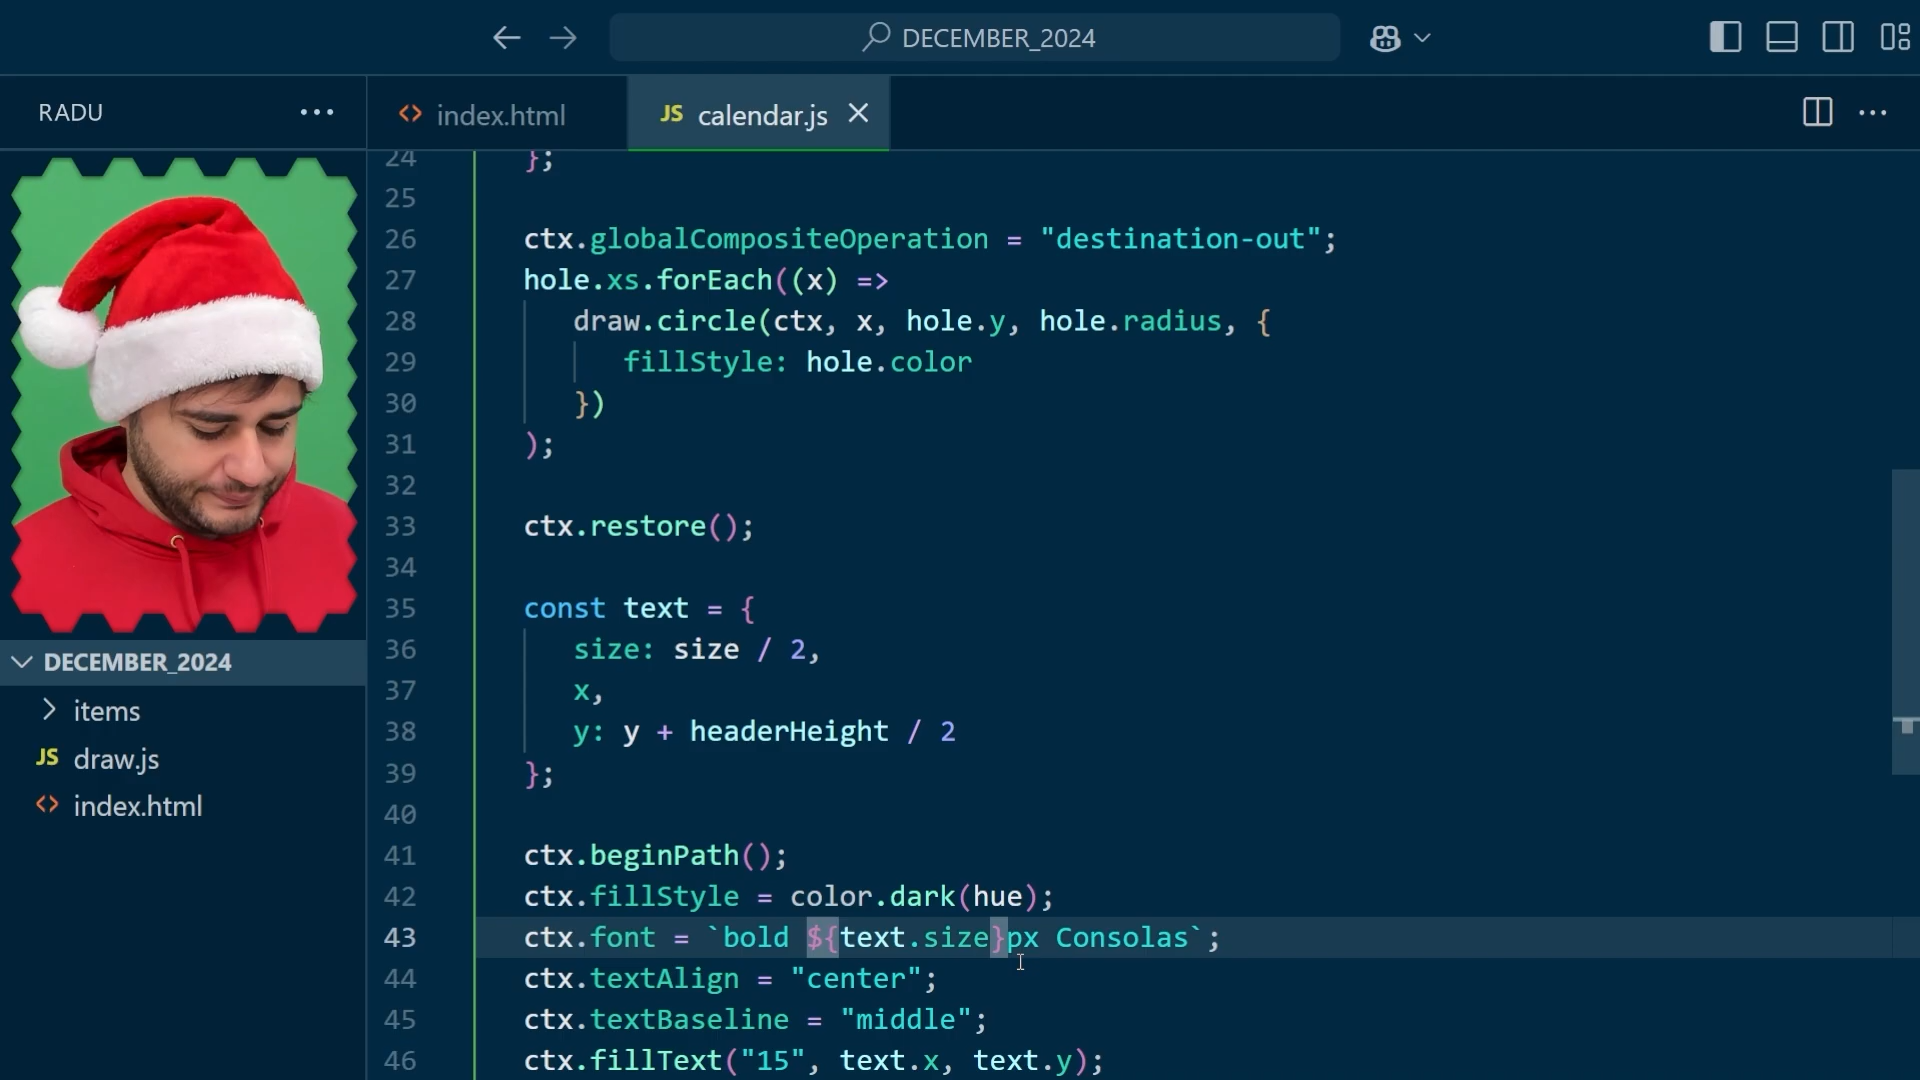 DECEMBER_2024
RADU
index.html
JS calendar.js
24 };
25
26 ctx.globalCompositeOperation = "destination-out";
27 hole.xs.forEach((x) =>
28 draw.circle(ctx, x, hole.y, hole.radius, {
29 fillStyle: hole.color
30 })
31 );
32
33 ctx.restore();
34
35 const text = {
36 size: size / 2,
37 x,
38 y: y + headerHeight / 2
39 };
40
41 ctx.beginPath();
42 ctx.fillStyle = color.dark(hue);
43 ctx.font = `bold ${text.size}px Consolas`;
44 ctx.textAlign = "center";
45 ctx.textBaseline = "middle";
46 ctx.fillText("15", text.x, text.y);
DECEMBER_2024
items
JS draw.js
index.html